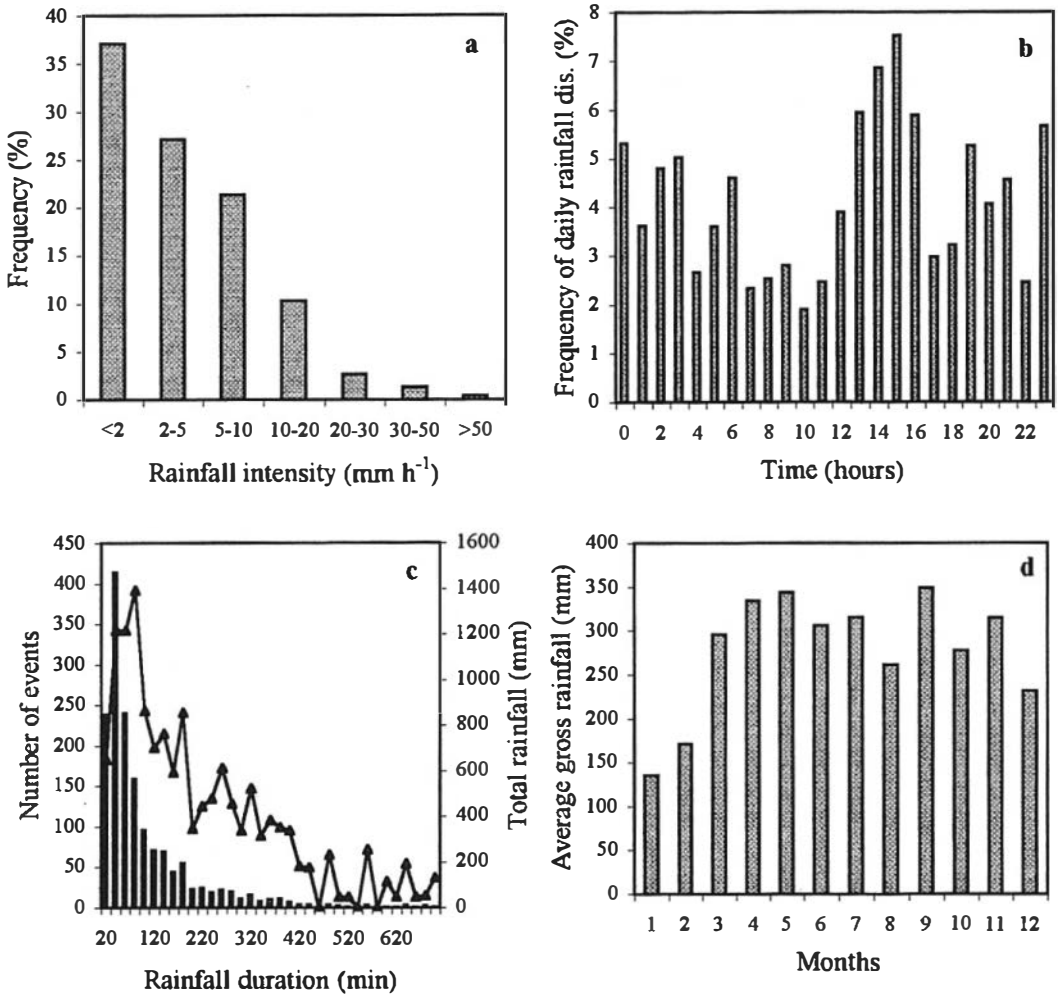 a
40
35
30
25
20
15
10
5
0
Frequency (%)
<2 2-5 5-10 10-20 20-30 30-50 >50
Rainfall intensity (mm h⁻¹)
b
8
7
6
5
4
3
2
1
0
Frequency of daily rainfall dis. (%)
0 2 4 6 8 10 12 14 16 18 20 22
Time (hours)
c
450
400
350
300
250
200
150
100
50
0
Number of events
1600
1400
1200
1000
800
600
400
200
0
Total rainfall (mm)
20 120 220 320 420 520 620
Rainfall duration (min)
d
400
350
300
250
200
150
100
50
0
Average gross rainfall (mm)
1 2 3 4 5 6 7 8 9 10 11 12
Months